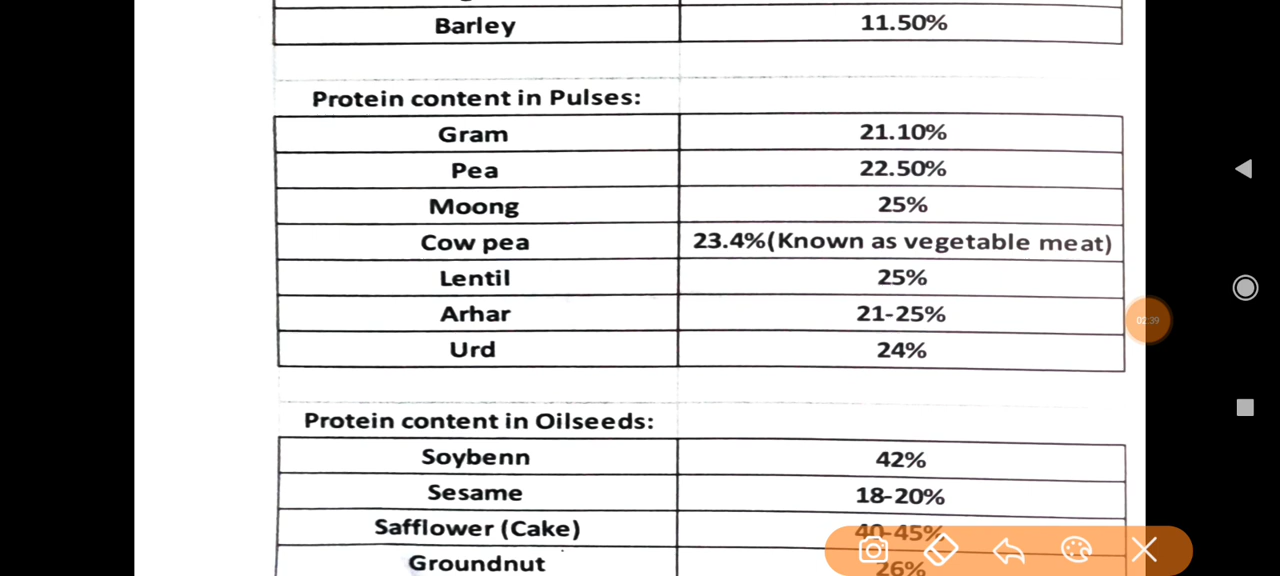 Barley 11.50%
Protein content in Pulses:
Gram 21.10%
Pea 22.50%
Moong 25%
Cow pea 23.4%(Known as vegetable meat)
Lentil 25%
Arhar 21-25%
Urd 24%
02:39
Protein content in Oilseeds:
Soybenn 42%
Sesame 18-20%
Safflower (Cake) 40-45%
Groundnut 26%